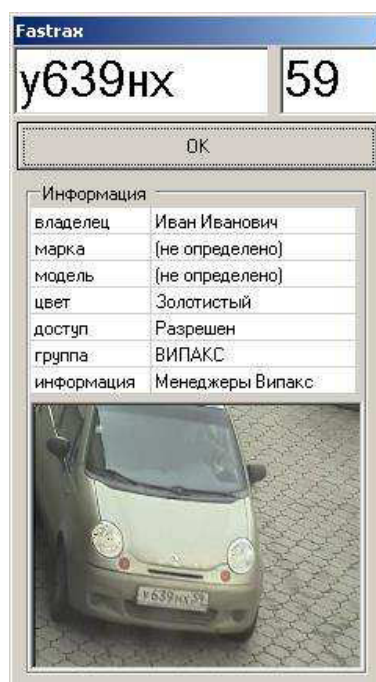 Fastrax
у639нх 59
OK
Информация
владелец Иван Иванович
марка (не определено)
модель (не определено)
цвет Золотистый
доступ Разрешен
группа ВИПАКС
информация Менеджеры Випакс
у639нх59